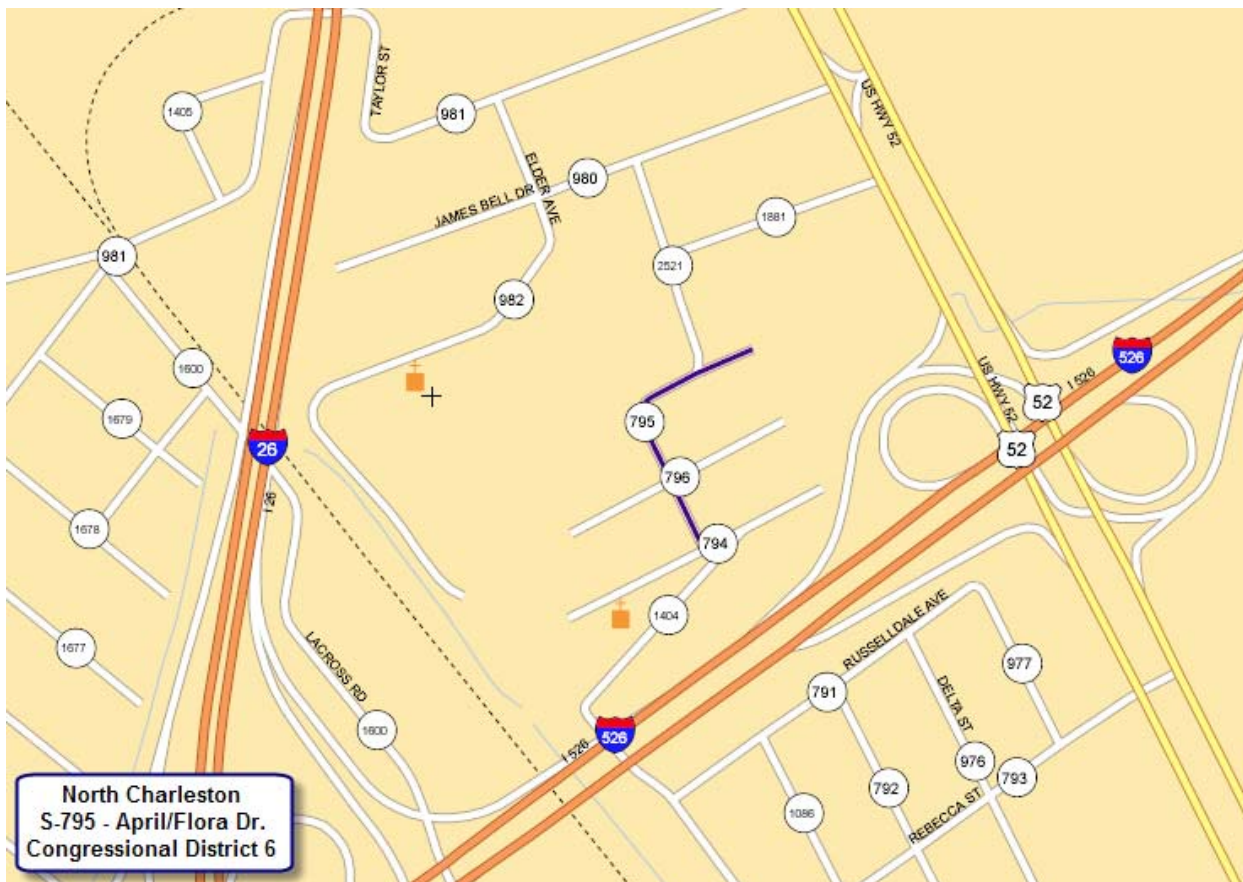 TAYLOR ST
US HWY 52
1405
981
ELDER AVE
980
JAMES BELL DR
1881
981
2521
982
526
I 526
1600
US HWY 52
52
1679
795
26
52
796
I 26
1678
794
1404
RUSSELLDALE AVE
1677
977
LACROSS RD
791
DELTA ST
1600
526
I 526
976
793
792
1086
REBECCA ST
North Charleston
S-795 - April/Flora Dr.
Congressional District 6